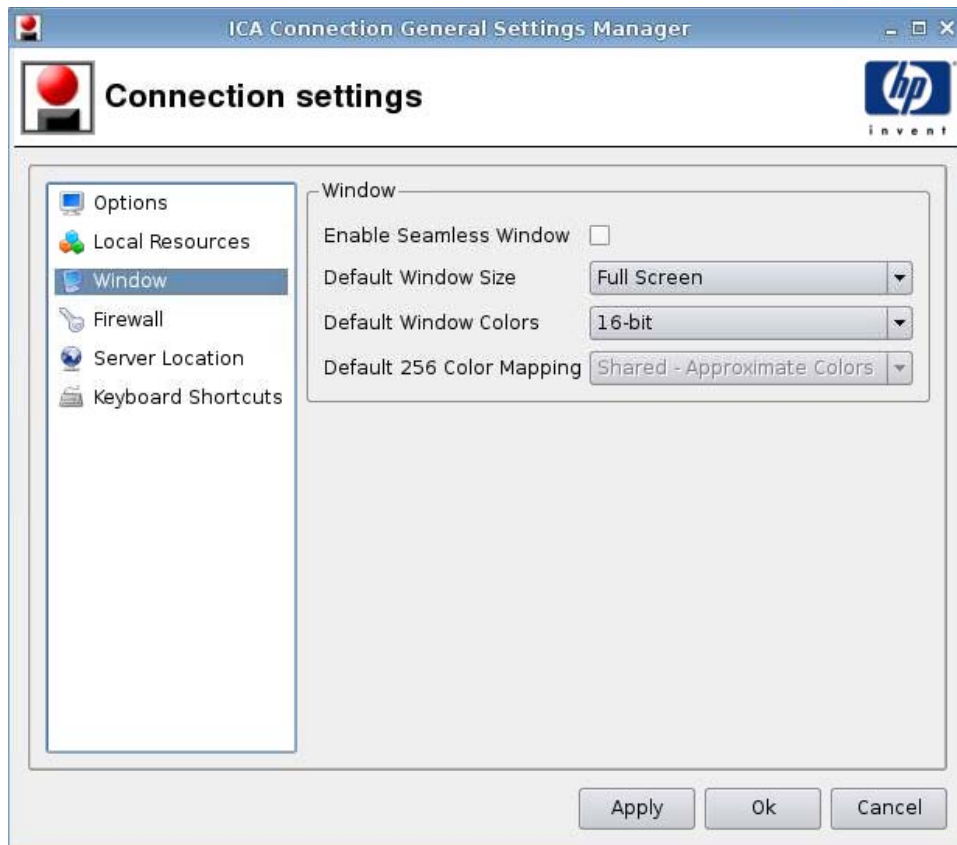 ICA Connection General Settings Manager
Connection settings
hp
invent
Options
Local Resources
Window
Firewall
Server Location
Keyboard Shortcuts
Window
Enable Seamless Window
Default Window Size Full Screen
Default Window Colors 16-bit
Default 256 Color Mapping Shared - Approximate Colors
Apply Ok Cancel